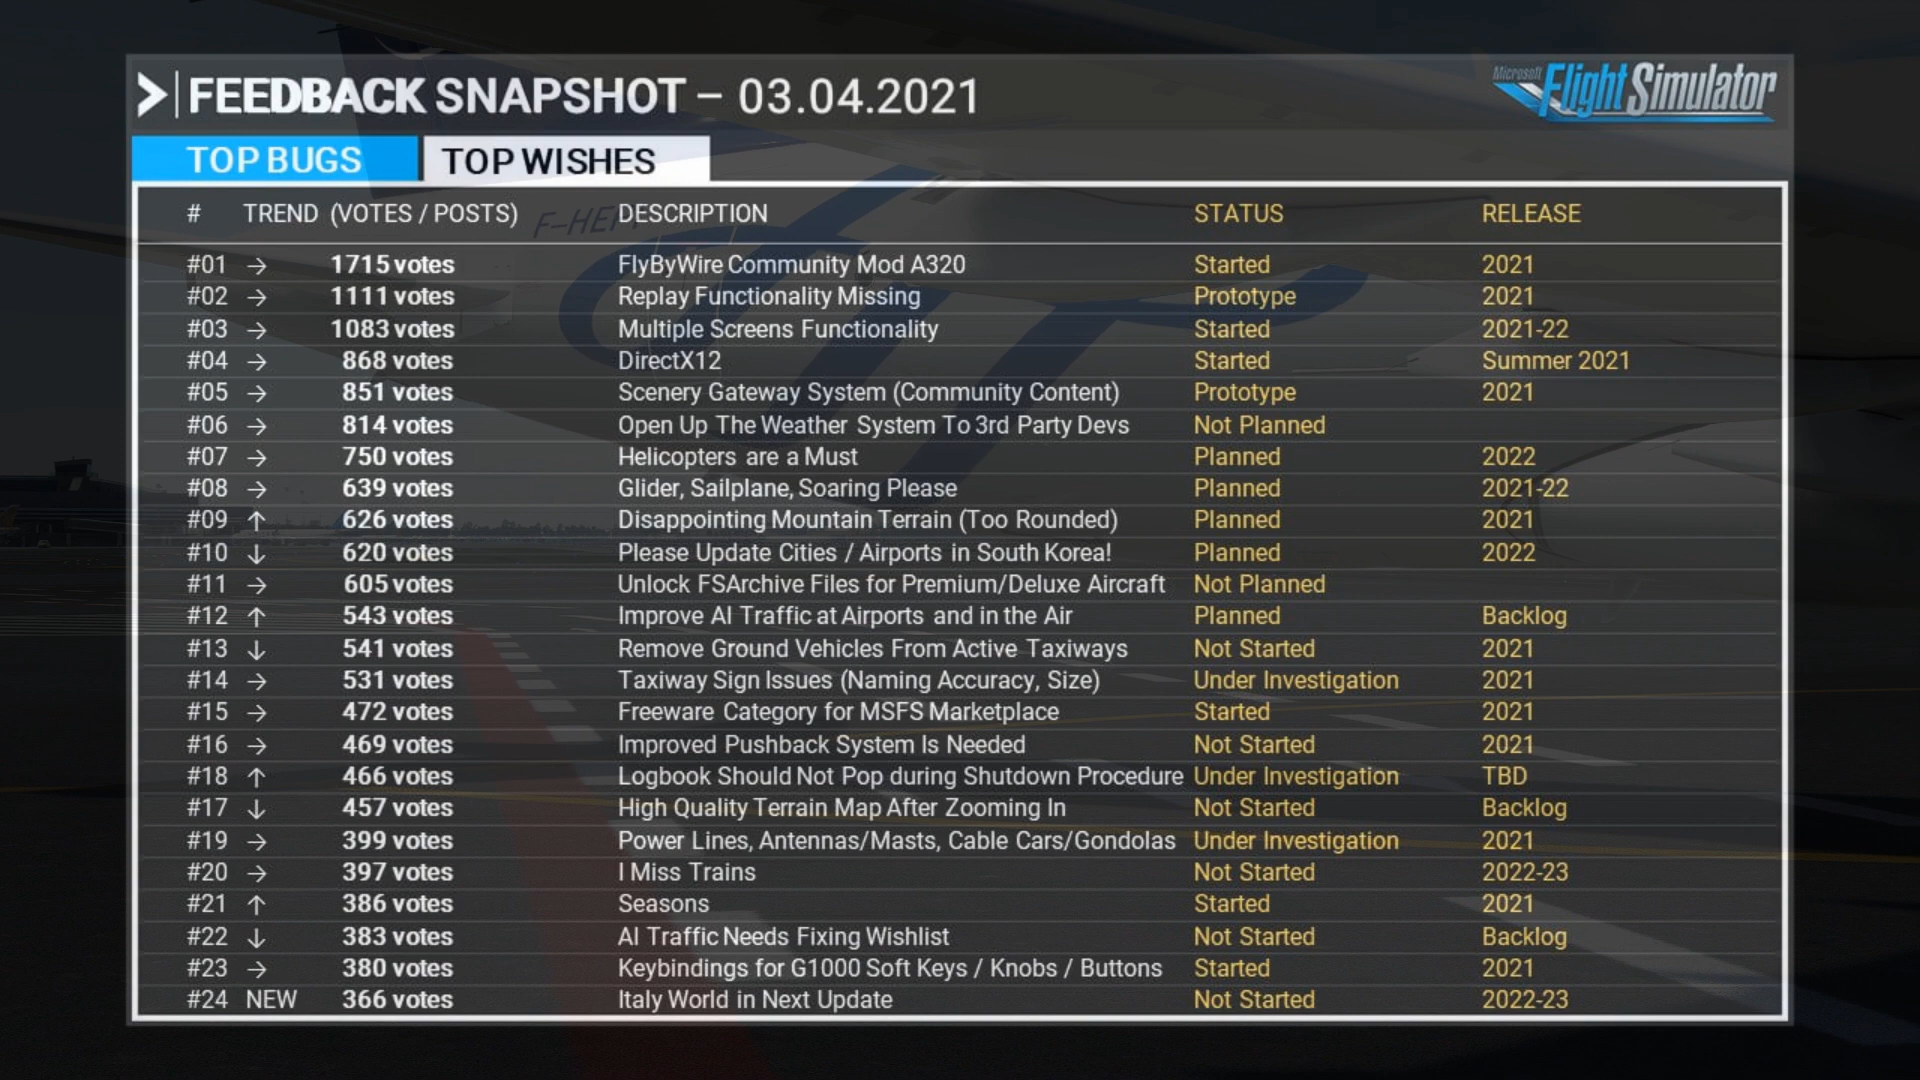 FEEDBACK SNAPSHOT – 03.04.2021
Microsoft Flight Simulator
TOP BUGS TOP WISHES
# TREND (VOTES / POSTS) DESCRIPTION STATUS RELEASE
#01 → 1715 votes FlyByWire Community Mod A320 Started 2021
#02 → 1111 votes Replay Functionality Missing Prototype 2021
#03 → 1083 votes Multiple Screens Functionality Started 2021-22
#04 → 868 votes DirectX12 Started Summer 2021
#05 → 851 votes Scenery Gateway System (Community Content) Prototype 2021
#06 → 814 votes Open Up The Weather System To 3rd Party Devs Not Planned
#07 → 750 votes Helicopters are a Must Planned 2022
#08 → 639 votes Glider, Sailplane, Soaring Please Planned 2021-22
#09 ↑ 626 votes Disappointing Mountain Terrain (Too Rounded) Planned 2021
#10 ↓ 620 votes Please Update Cities / Airports in South Korea! Planned 2022
#11 → 605 votes Unlock FSArchive Files for Premium/Deluxe Aircraft Not Planned
#12 ↑ 543 votes Improve AI Traffic at Airports and in the Air Planned Backlog
#13 ↓ 541 votes Remove Ground Vehicles From Active Taxiways Not Started 2021
#14 → 531 votes Taxiway Sign Issues (Naming Accuracy, Size) Under Investigation 2021
#15 → 472 votes Freeware Category for MSFS Marketplace Started 2021
#16 → 469 votes Improved Pushback System Is Needed Not Started 2021
#18 ↑ 466 votes Logbook Should Not Pop during Shutdown Procedure Under Investigation TBD
#17 ↓ 457 votes High Quality Terrain Map After Zooming In Not Started Backlog
#19 → 399 votes Power Lines, Antennas/Masts, Cable Cars/Gondolas Under Investigation 2021
#20 → 397 votes I Miss Trains Not Started 2022-23
#21 ↑ 386 votes Seasons Started 2021
#22 ↓ 383 votes AI Traffic Needs Fixing Wishlist Not Started Backlog
#23 → 380 votes Keybindings for G1000 Soft Keys / Knobs / Buttons Started 2021
#24 NEW 366 votes Italy World in Next Update Not Started 2022-23